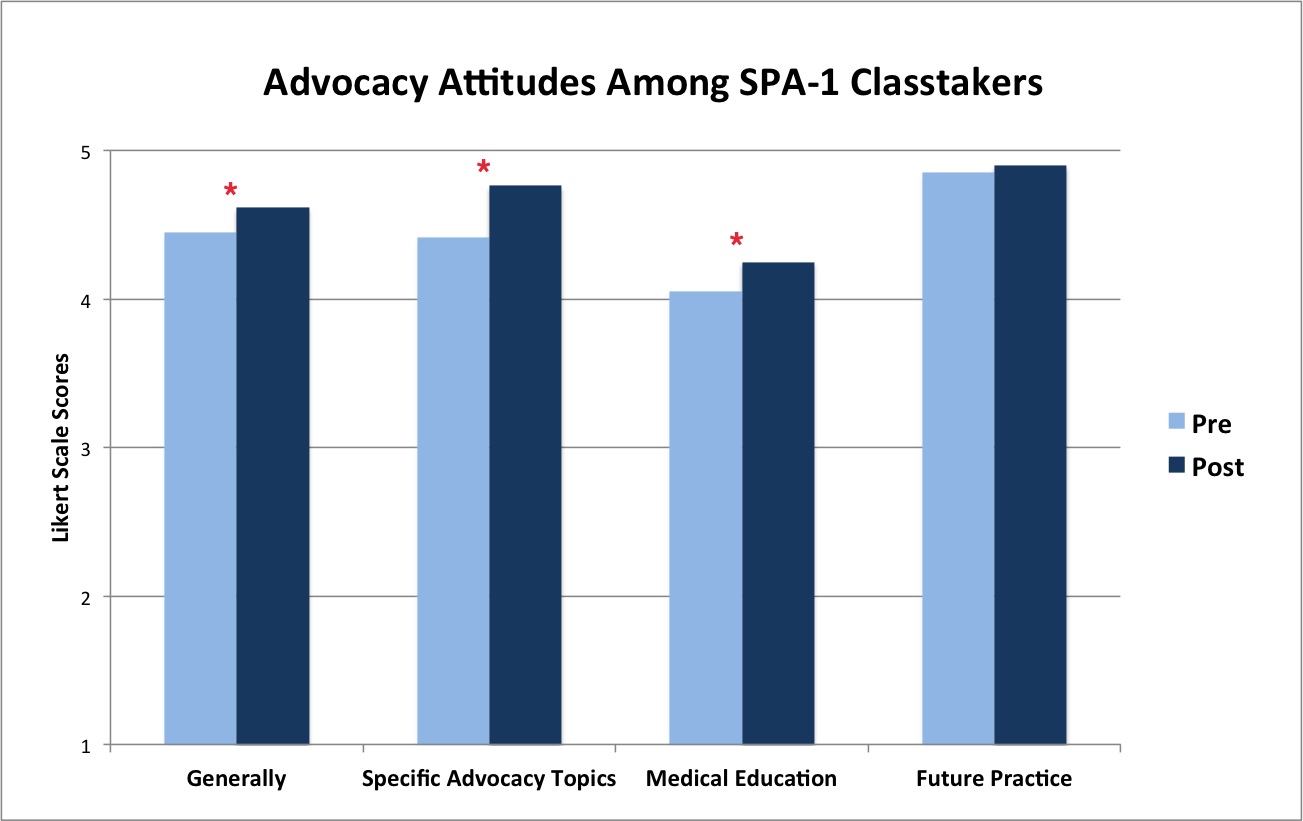 Advocacy Attitudes Among SPA-1 Classtakers
5
4
3
2
1
Likert Scale Scores
*
*
*
Generally
Specific Advocacy Topics
Medical Education
Future Practice
Pre
Post